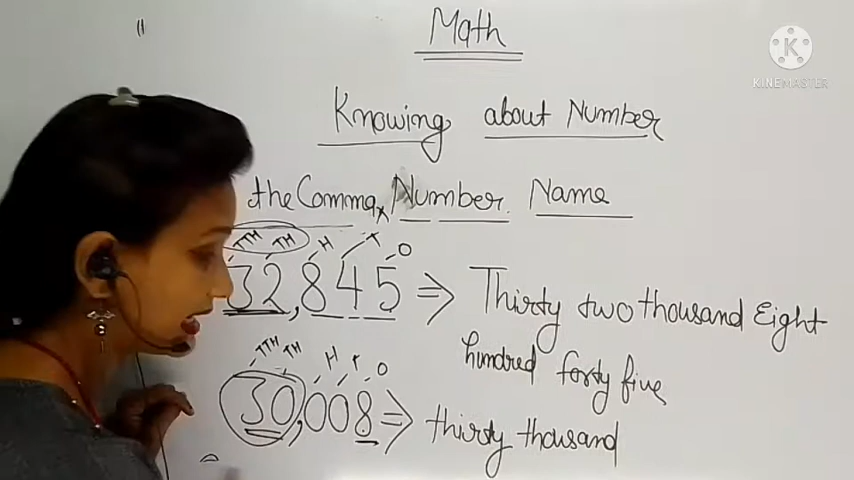 Math
K
KINEMASTER
Knowing about Number
the Comma, Number Name
TTH TH H T O
32,845 ⇒ Thirty two thousand Eight
hundred forty five
TTH TH H T O
30,008 ⇒ thirty thousand